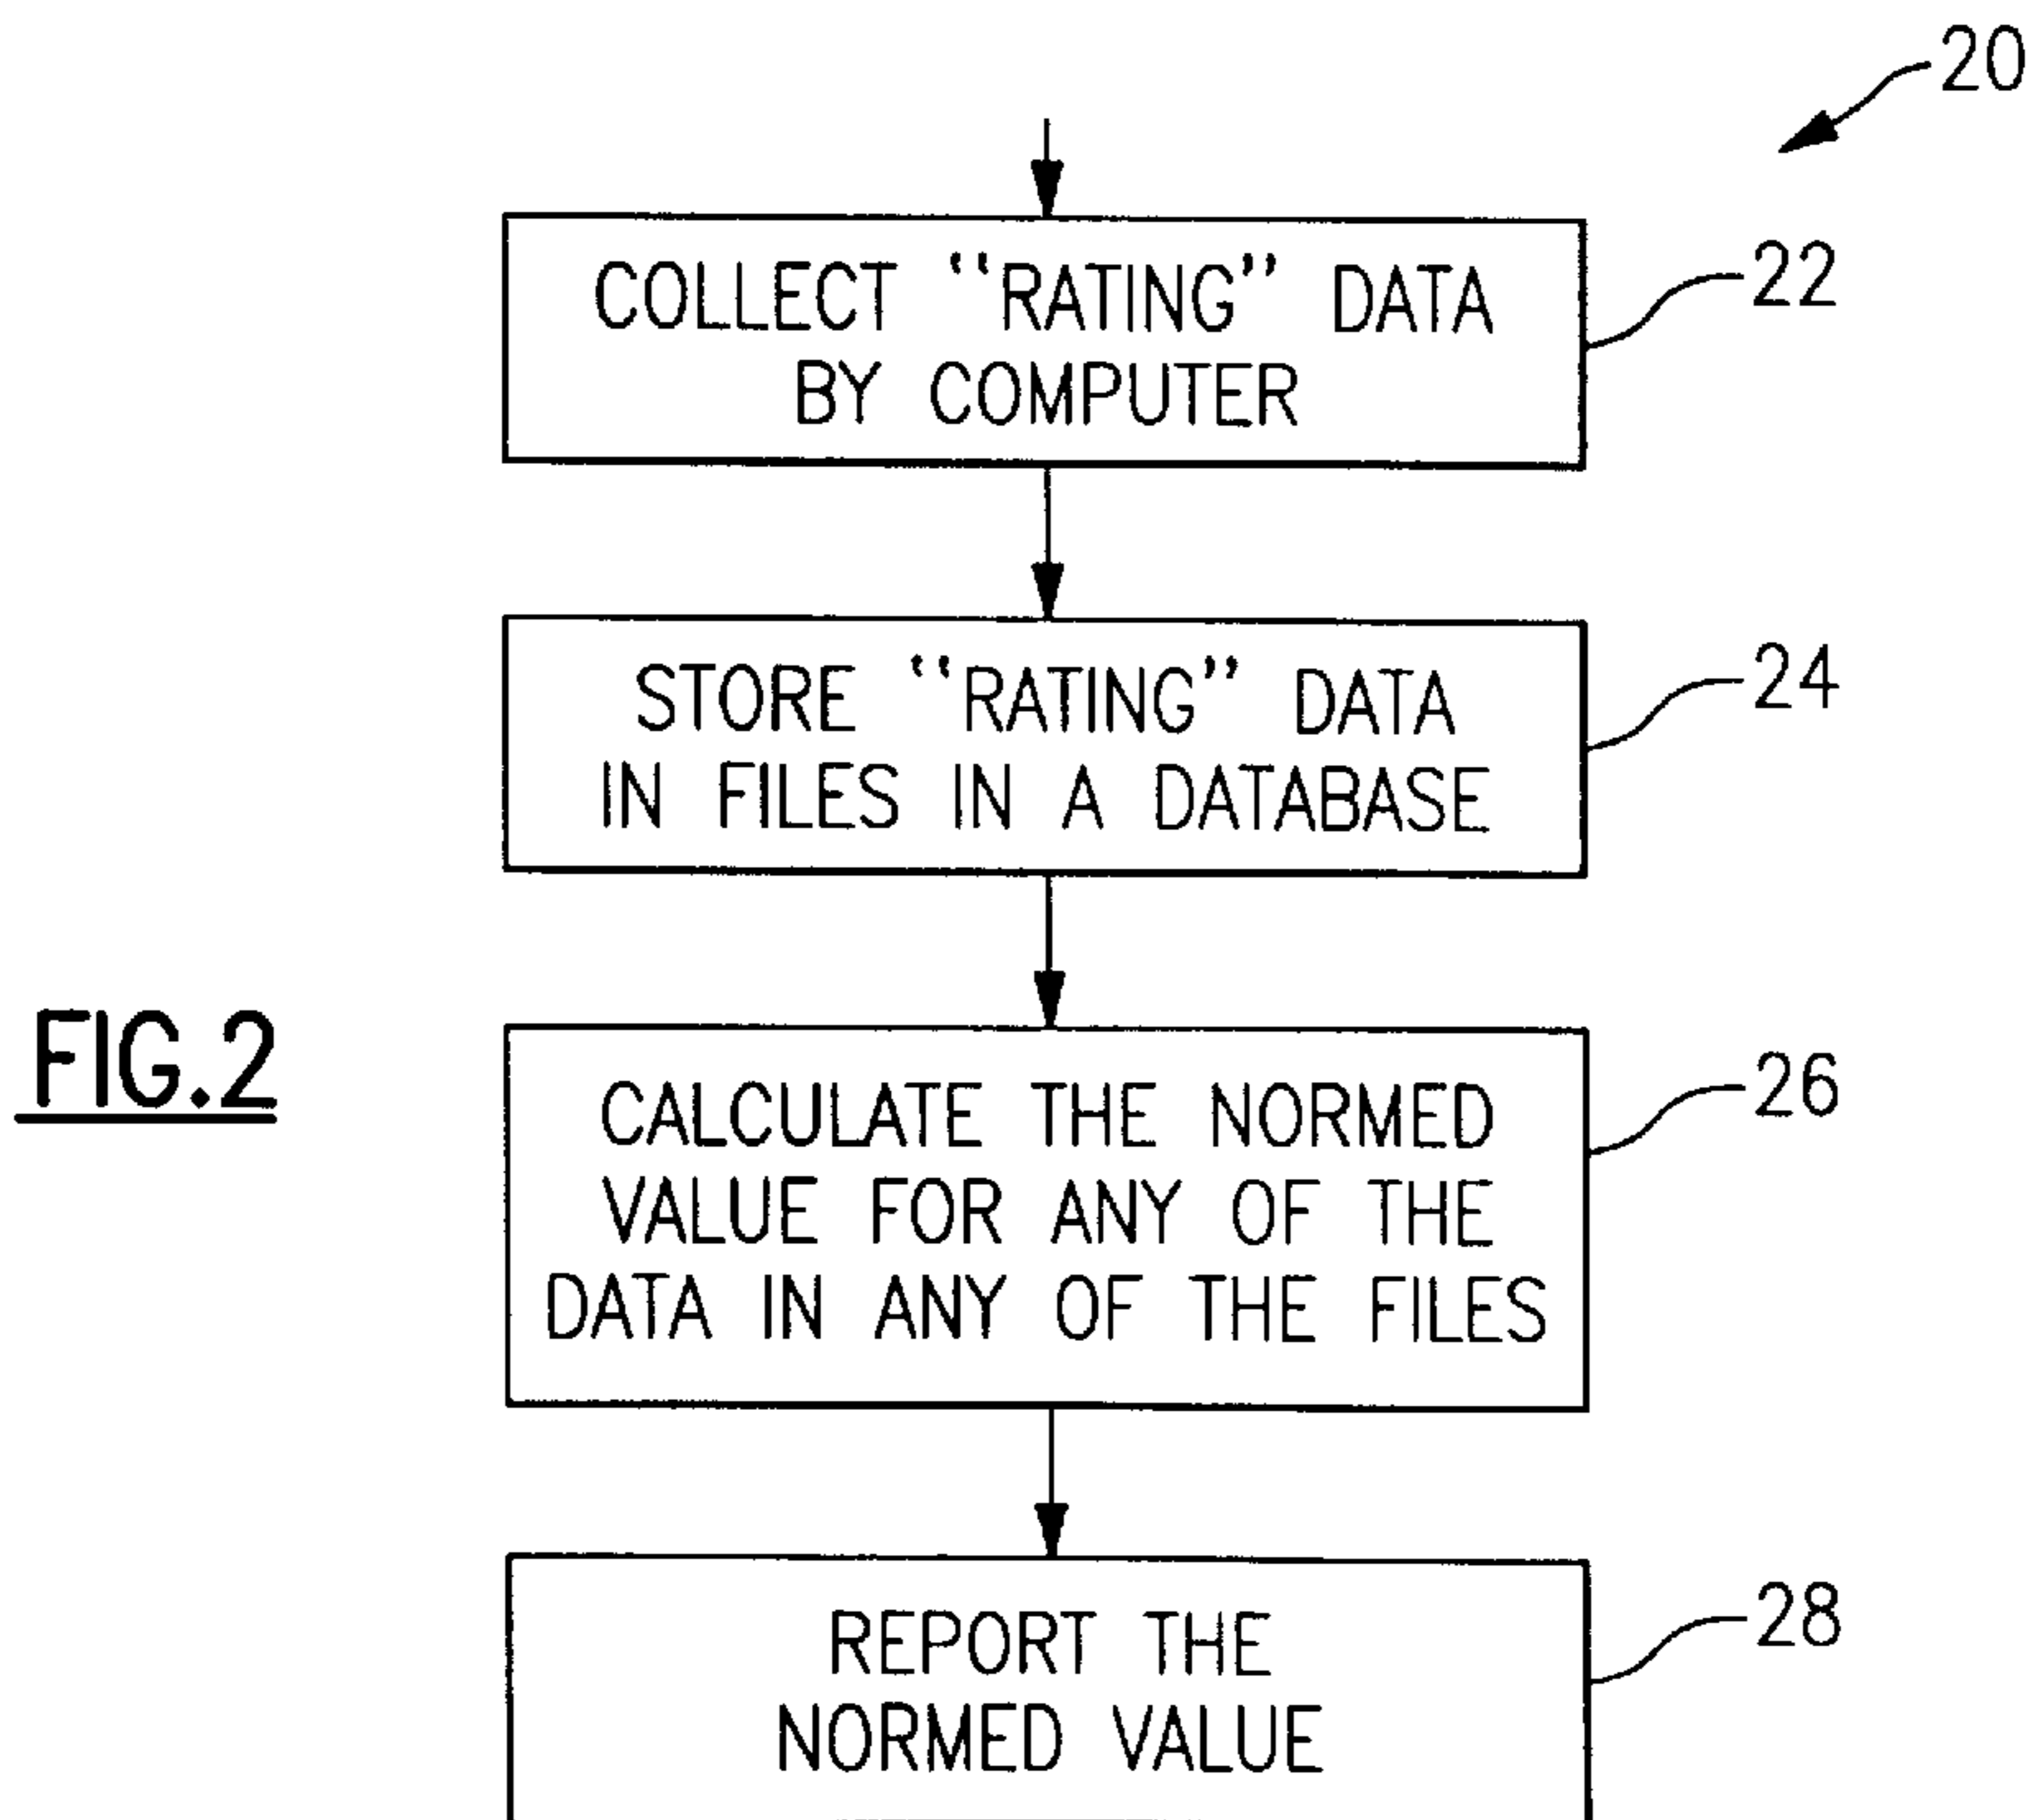 20
COLLECT "RATING" DATA
BY COMPUTER
22
STORE "RATING" DATA
IN FILES IN A DATABASE
24
FIG.2
CALCULATE THE NORMED
VALUE FOR ANY OF THE
DATA IN ANY OF THE FILES
26
REPORT THE
NORMED VALUE
28